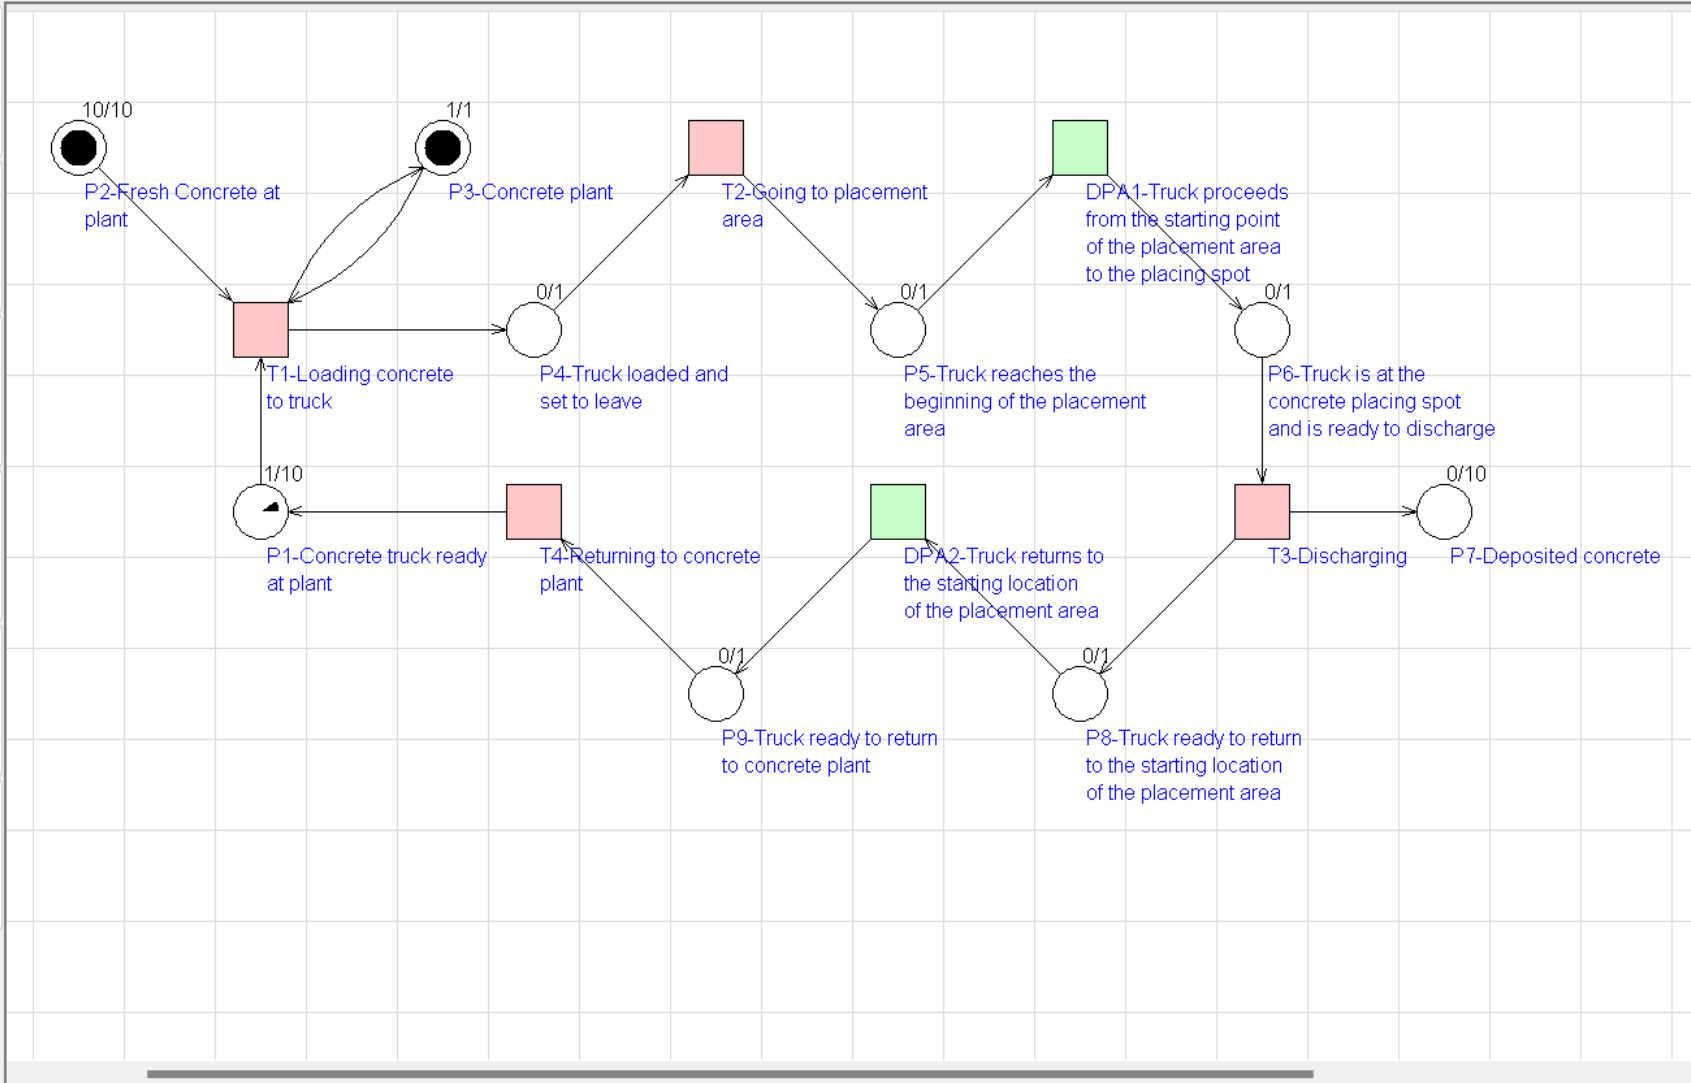 10/10
P2-Fresh Concrete at
plant
1/1
P3-Concrete plant
T2-Going to placement
area
DPA1-Truck proceeds
from the starting point
of the placement area
to the placing spot
T1-Loading concrete
to truck
0/1
P4-Truck loaded and
set to leave
0/1
P5-Truck reaches the
beginning of the placement
area
0/1
P6-Truck is at the
concrete placing spot
and is ready to discharge
1/10
P1-Concrete truck ready
at plant
T4-Returning to concrete
plant
DPA2-Truck returns to
the starting location
of the placement area
T3-Discharging
0/10
P7-Deposited concrete
0/1
P9-Truck ready to return
to concrete plant
0/1
P8-Truck ready to return
to the starting location
of the placement area